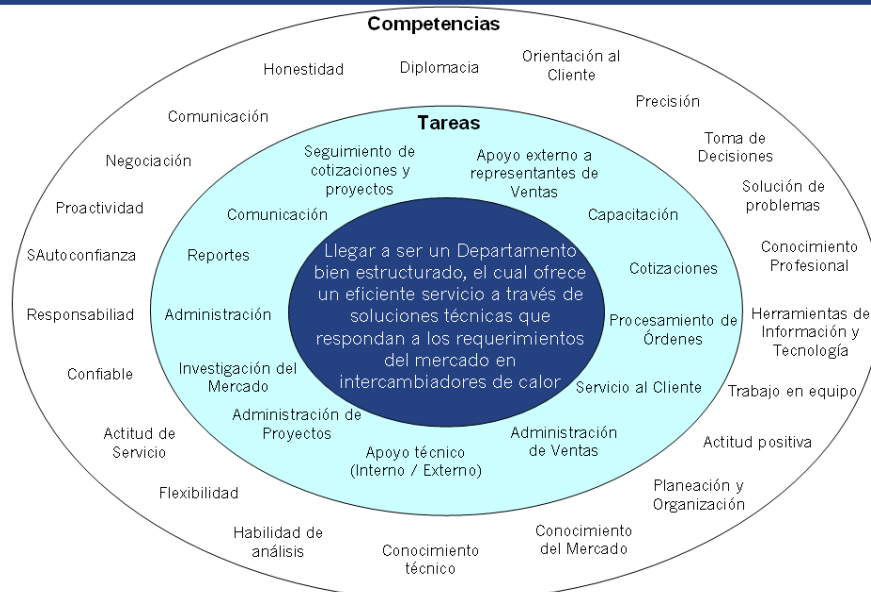 Competencias
Honestidad
Diplomacia
Orientación al
Cliente
Precisión
Toma de
Decisiones
Solución de
problemas
Conocimiento
Profesional
Herramientas de
Información y
Tecnología
Trabajo en equipo
Actitud positiva
Planeación y
Organización
Conocimiento
del Mercado
Conocimiento
técnico
Habilidad de
análisis
Flexibilidad
Actitud de
Servicio
Confiable
Responsabiliad
SAutoconfianza
Proactividad
Negociación
Comunicación
Tareas
Seguimiento de
cotizaciones y
proyectos
Apoyo externo a
representantes de
Ventas
Capacitación
Cotizaciones
Procesamiento de
Órdenes
Servicio al Cliente
Administración
de Ventas
Apoyo técnico
(Interno / Externo)
Administración de
Proyectos
Investigación del
Mercado
Administración
Reportes
Comunicación
Llegar a ser un Departamento
bien estructurado, el cual ofrece
un eficiente servicio a través de
soluciones técnicas que
respondan a los requerimientos
del mercado en
intercambiadores de calor